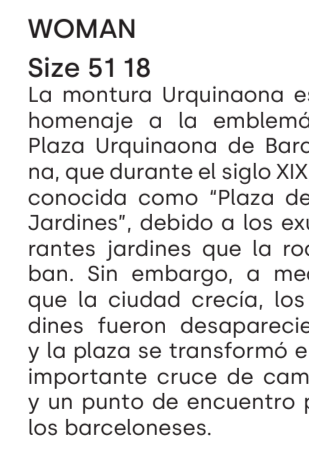 WOMAN
Size 51 18
La montura Urquinaona es
homenaje a la emblemá
Plaza Urquinaona de Barc
na, que durante el siglo XIX
conocida como “Plaza de
Jardines”, debido a los exu
rantes jardines que la roc
ban. Sin embargo, a med
que la ciudad crecía, los
dines fueron desaparecie
y la plaza se transformó e
importante cruce de cam
y un punto de encuentro p
los barceloneses.